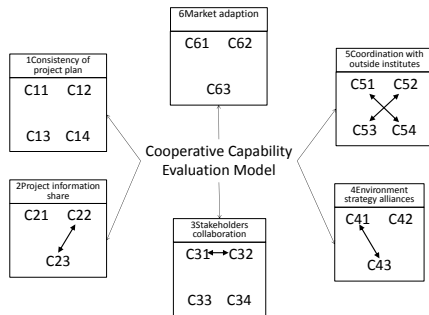 6Market adaption
C61 C62
C63
1Consistency of
project plan
C11 C12
C13 C14
5Coordination with
outside institutes
C51 C52
C53 C54
Cooperative Capability
Evaluation Model
2Project information
share
C21 C22
C23
3Stakeholders
collaboration
C31 C32
C33 C34
4Environment
strategy alliances
C41 C42
C43